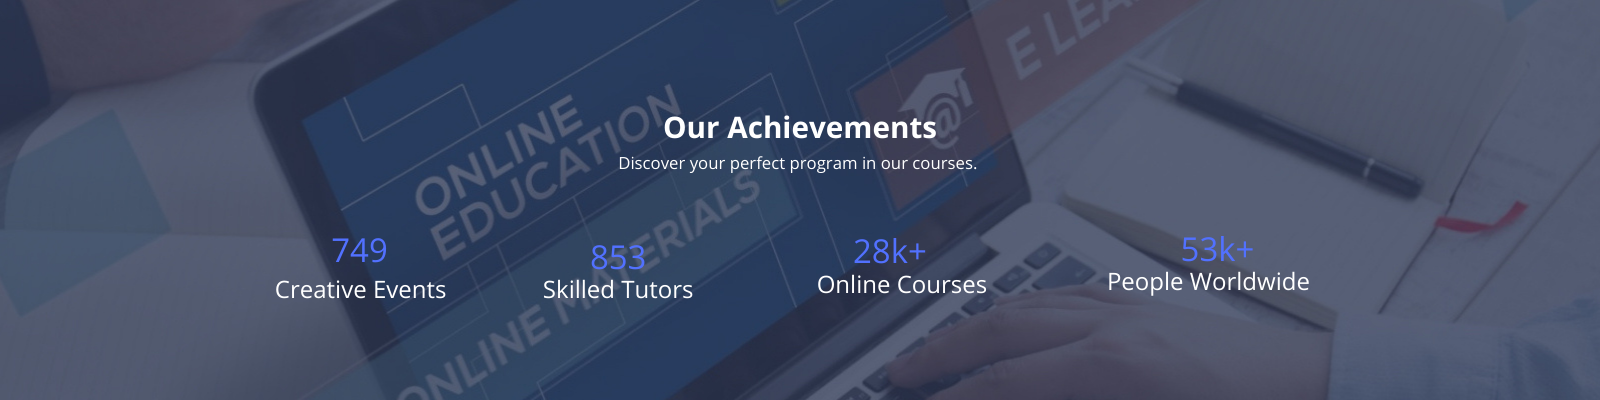 Our Achievements
Discover your perfect program in our courses.
749
Creative Events
853
Skilled Tutors
28k+
Online Courses
53k+
People Worldwide
ONLINE
EDUCATION
ONLINE MATERIALS
@